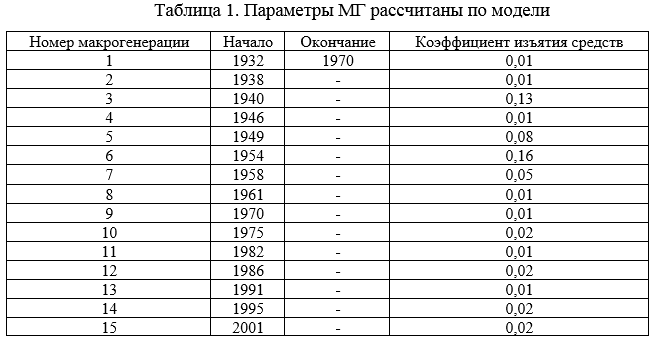 Таблица 1. Параметры МГ рассчитаны по модели
Номер макрогенерации Начало Окончание Коэффициент изъятия средств
1 1932 1970 0,01
2 1938 - 0,01
3 1940 - 0,13
4 1946 - 0,01
5 1949 - 0,08
6 1954 - 0,16
7 1958 - 0,05
8 1961 - 0,01
9 1970 - 0,01
10 1975 - 0,02
11 1982 - 0,01
12 1986 - 0,02
13 1991 - 0,01
14 1995 - 0,02
15 2001 - 0,02